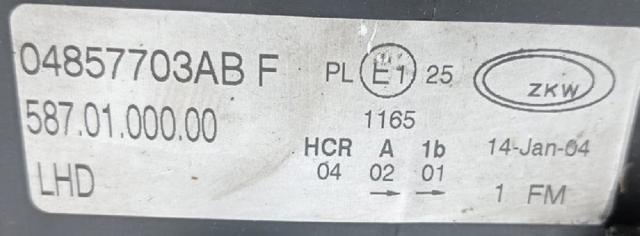 04857703AB F
587.01.000.00
LHD
PL E1 25
1165
HCR A 1b
04 02 01
→ →
ZKW
14-Jan-04
1 FM